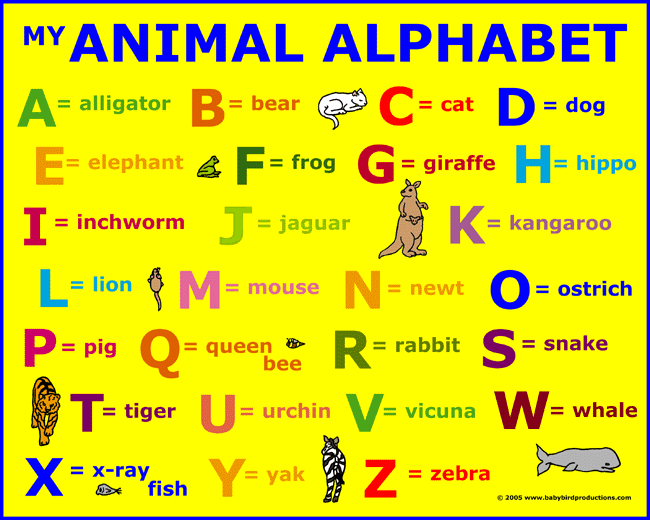 MY ANIMAL ALPHABET
A = alligator B = bear C = cat D = dog
E = elephant F = frog G = giraffe H = hippo
I = inchworm J = jaguar K = kangaroo
L = lion M = mouse N = newt O = ostrich
P = pig Q = queen bee R = rabbit S = snake
T = tiger U = urchin V = vicuna W = whale
X = x-ray fish Y = yak Z = zebra
© 2005 www.babybirdproductions.com